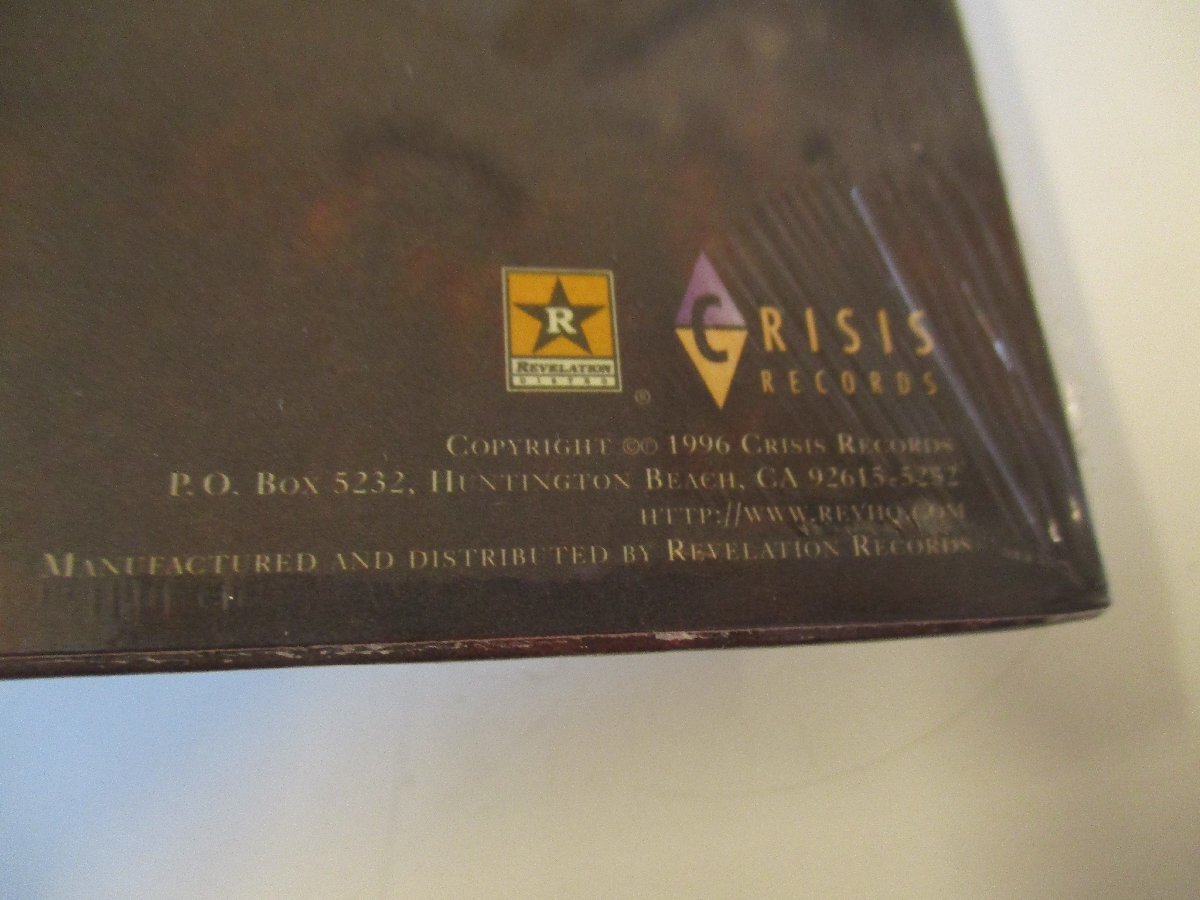 R
REVELATION
DISTRO
®
CRISIS
RECORDS
COPYRIGHT ©℗ 1996 CRISIS RECORDS
P.O. BOX 5232, HUNTINGTON BEACH, CA 92615-5232
HTTP://WWW.REVHQ.COM
MANUFACTURED AND DISTRIBUTED BY REVELATION RECORDS